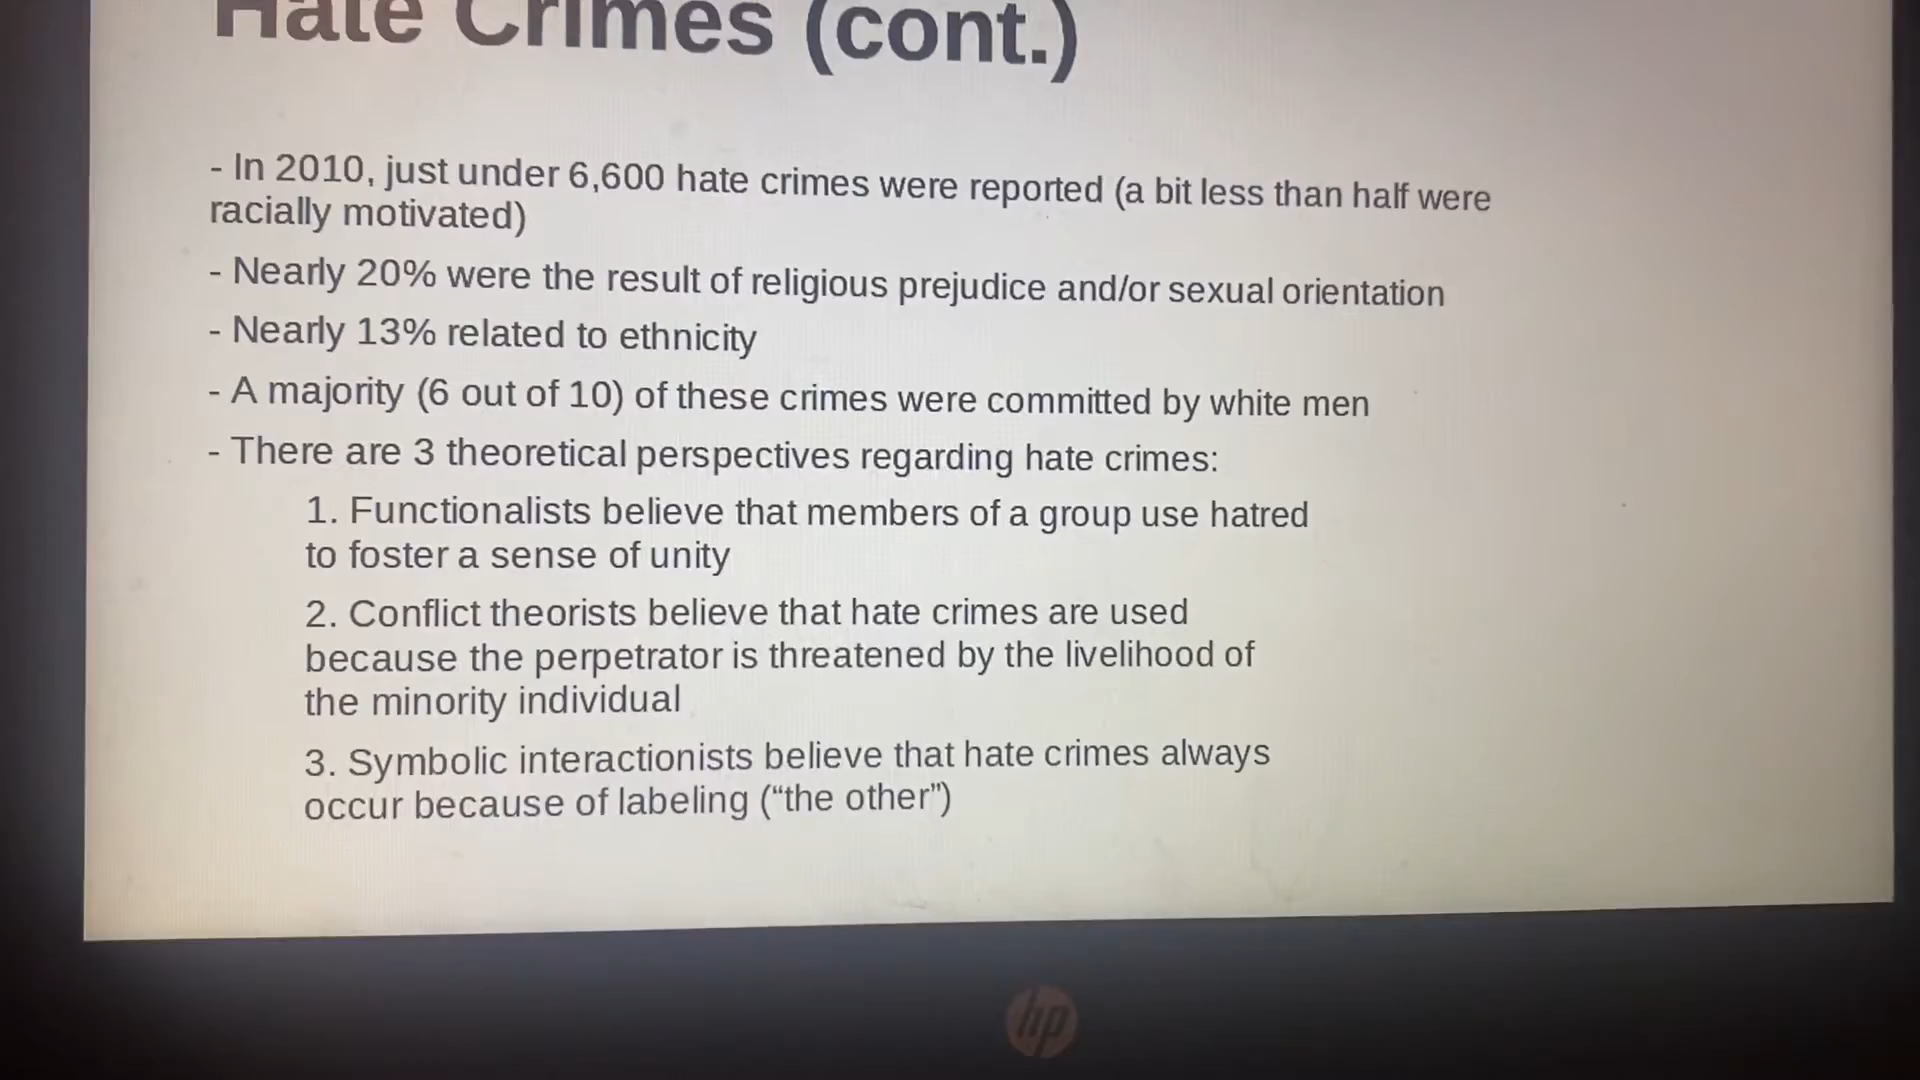 Hate Crimes (cont.)
- In 2010, just under 6,600 hate crimes were reported (a bit less than half were
racially motivated)
- Nearly 20% were the result of religious prejudice and/or sexual orientation
- Nearly 13% related to ethnicity
- A majority (6 out of 10) of these crimes were committed by white men
- There are 3 theoretical perspectives regarding hate crimes:
1. Functionalists believe that members of a group use hatred
to foster a sense of unity
2. Conflict theorists believe that hate crimes are used
because the perpetrator is threatened by the livelihood of
the minority individual
3. Symbolic interactionists believe that hate crimes always
occur because of labeling (“the other”)
hp